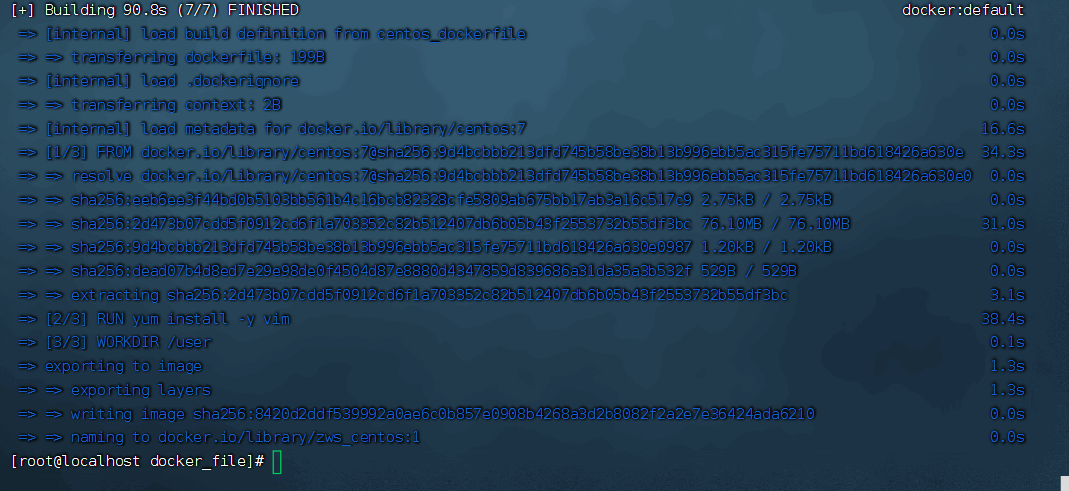 [+] Building 90.8s (7/7) FINISHED docker:default
=> [internal] load build definition from centos_dockerfile 0.0s
=> => transferring dockerfile: 199B 0.0s
=> [internal] load .dockerignore 0.0s
=> => transferring context: 2B 0.0s
=> [internal] load metadata for docker.io/library/centos:7 16.6s
=> [1/3] FROM docker.io/library/centos:7@sha256:9d4bcbbb213dfd745b58be38b13b996ebb5ac315fe75711bd618426a630e 34.3s
=> => resolve docker.io/library/centos:7@sha256:9d4bcbbb213dfd745b58be38b13b996ebb5ac315fe75711bd618426a630e0 0.0s
=> => sha256:eeb6ee3f44bd0b5103bb561b4c16bcb82328cfe5809ab675bb17ab3a16c517c9 2.75kB / 2.75kB 0.0s
=> => sha256:2d473b07cdd5f0912cd6f1a703352c82b512407db6b05b43f2553732b55df3bc 76.10MB / 76.10MB 31.0s
=> => sha256:9d4bcbbb213dfd745b58be38b13b996ebb5ac315fe75711bd618426a630e0987 1.20kB / 1.20kB 0.0s
=> => sha256:dead07b4d8ed7e29e98de0f4504d87e8880d4347859d839686a31da35a3b532f 529B / 529B 0.0s
=> => extracting sha256:2d473b07cdd5f0912cd6f1a703352c82b512407db6b05b43f2553732b55df3bc 3.1s
=> [2/3] RUN yum install -y vim 38.4s
=> [3/3] WORKDIR /user 0.1s
=> exporting to image 1.3s
=> => exporting layers 1.3s
=> => writing image sha256:8420d2ddf539992a0ae6c0b857e0908b4268a3d2b8082f2a2e7e36424ada6210 0.0s
=> => naming to docker.io/library/zws_centos:1 0.0s
[root@localhost docker_file]#